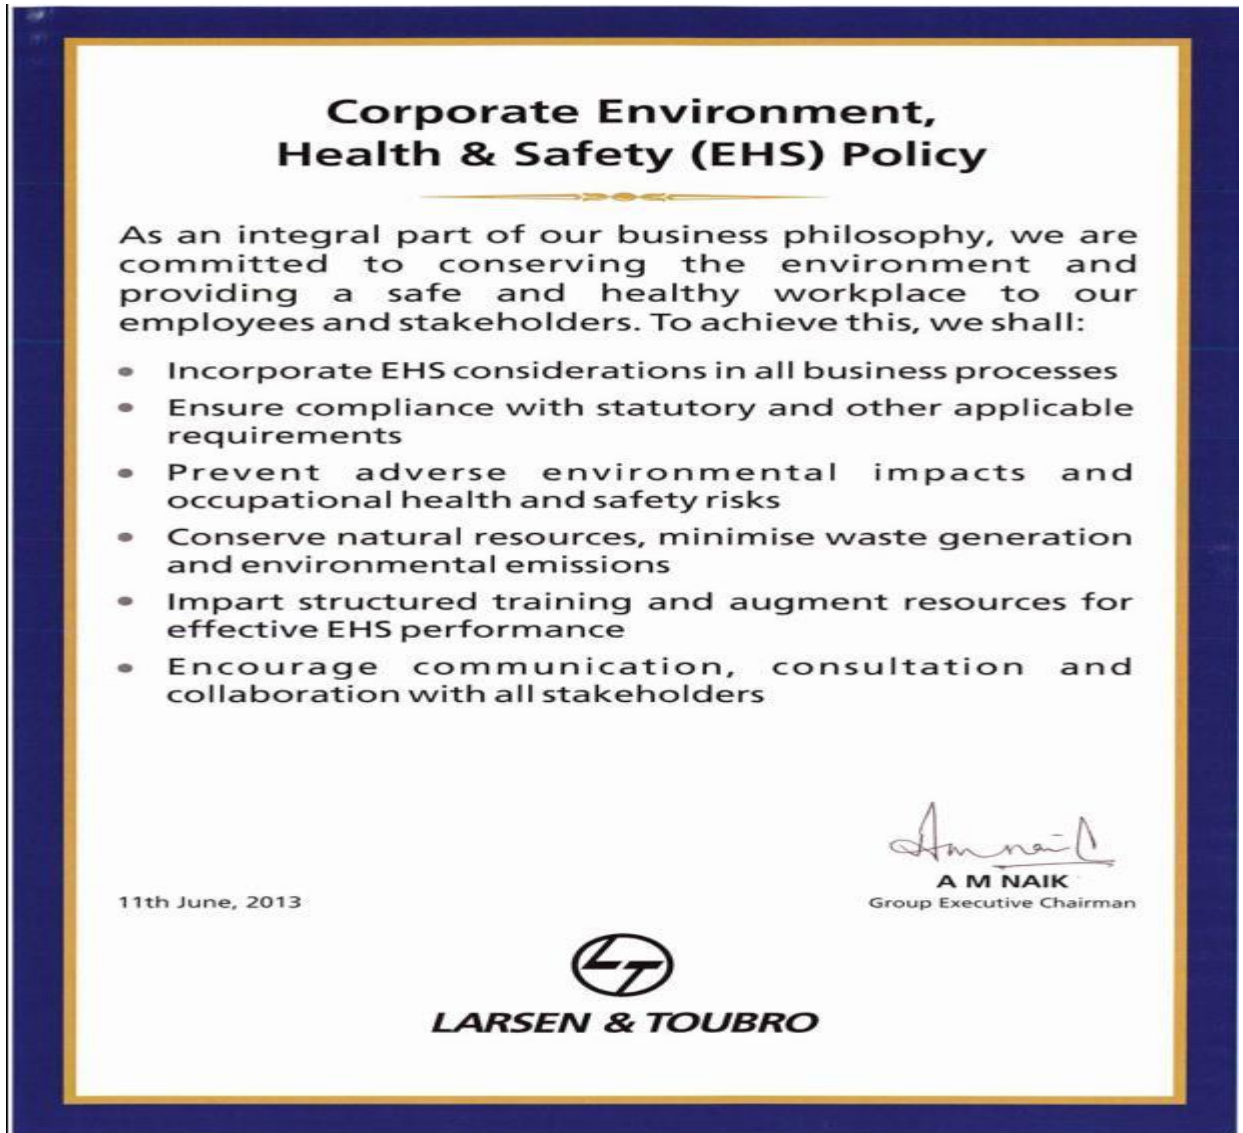 Corporate Environment,
Health & Safety (EHS) Policy
As an integral part of our business philosophy, we are
committed to conserving the environment and
providing a safe and healthy workplace to our
employees and stakeholders. To achieve this, we shall:
• Incorporate EHS considerations in all business processes
• Ensure compliance with statutory and other applicable
requirements
• Prevent adverse environmental impacts and
occupational health and safety risks
• Conserve natural resources, minimise waste generation
and environmental emissions
• Impart structured training and augment resources for
effective EHS performance
• Encourage communication, consultation and
collaboration with all stakeholders
A M NAIK
11th June, 2013
Group Executive Chairman
LT
LARSEN & TOUBRO